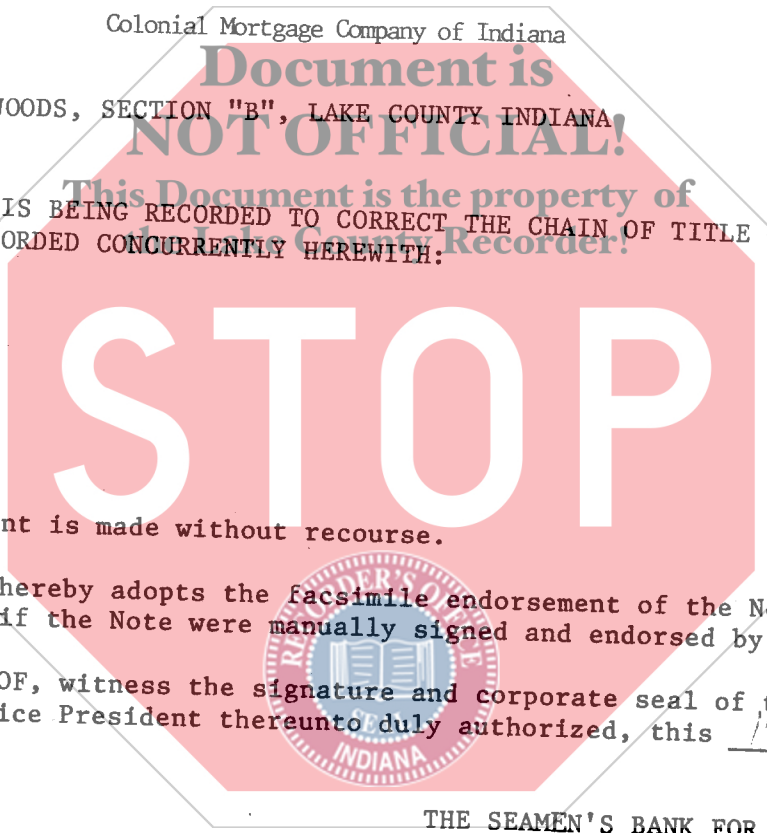 Colonial Mortgage Company of Indiana
Document is
WOODS, SECTION "B", LAKE COUNTY INDIANA
NOT OFFICIAL!
This Document is the property of
IS BEING RECORDED TO CORRECT THE CHAIN OF TITLE
the Lake County Recorder!
ORDED CONCURRENTLY HEREWITH:
STOP
nt is made without recourse.
hereby adopts the facsimile endorsement of the N
if the Note were manually signed and endorsed by
RECORDER'S OFFICE
OF, witness the signature and corporate seal of
ice President thereunto duly authorized, this
SEAL
INDIANA
THE SEAMEN'S BANK FOR